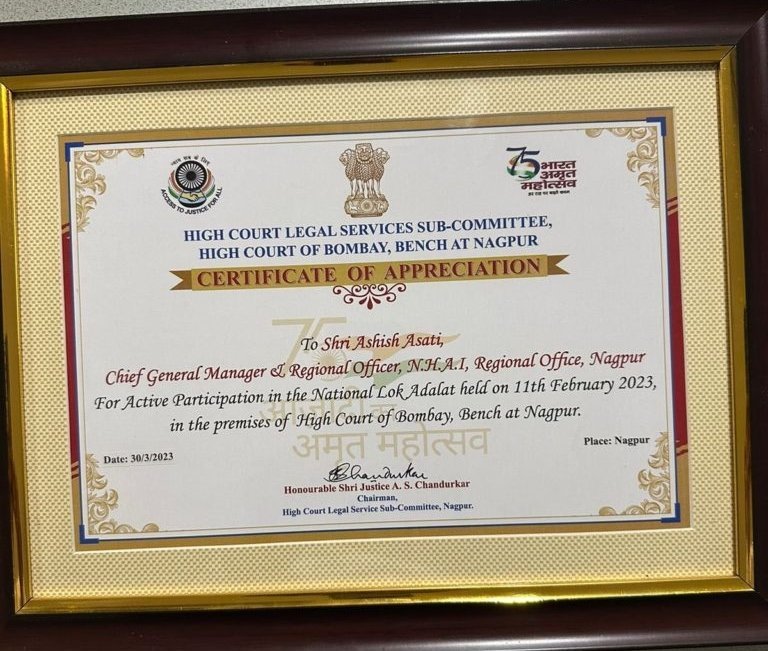 न्याय सब के लिए
ACCESS TO JUSTICE FOR ALL
75 भारत
अमृत
महोत्सव
HIGH COURT LEGAL SERVICES SUB-COMMITTEE,
HIGH COURT OF BOMBAY, BENCH AT NAGPUR
CERTIFICATE OF APPRECIATION
75
To Shri Ashish Asati,
Chief General Manager & Regional Officer, N.H.A.I, Regional Office, Nagpur
For Active Participation in the National Lok Adalat held on 11th February 2023,
in the premises of High Court of Bombay, Bench at Nagpur.
आज़ादी का
अमृत महोत्सव
Date: 30/3/2023
Place: Nagpur
Honourable Shri Justice A. S. Chandurkar
Chairman,
High Court Legal Service Sub-Committee, Nagpur.